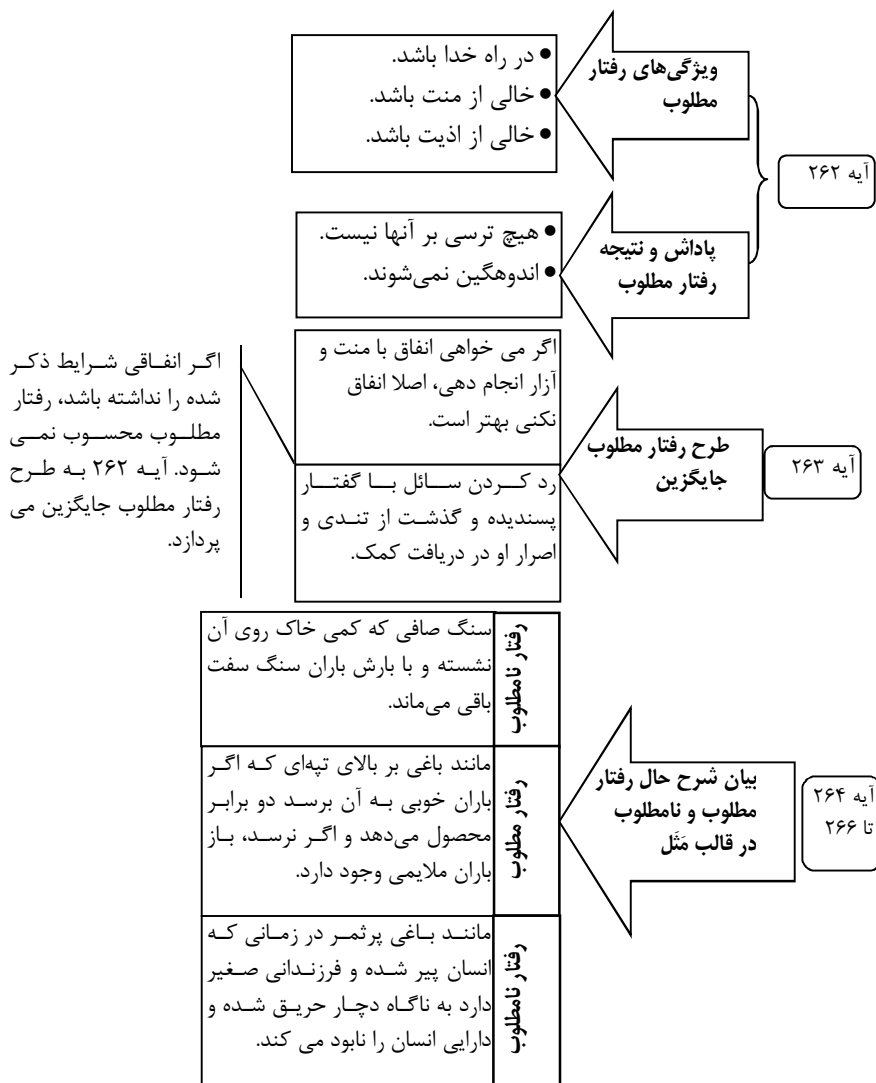 آیه ۲۶۲
ویژگی‌های رفتار
مطلوب
• در راه خدا باشد.
• خالی از منت باشد.
• خالی از اذیت باشد.
پاداش و نتیجه
رفتار مطلوب
• هیچ ترسی بر آنها نیست.
• اندوهگین نمی‌شوند.
آیه ۲۶۳
طرح رفتار مطلوب
جایگزین
اگر می خواهی انفاق با منت و
آزار انجام دهی، اصلا انفاق
نکنی بهتر است.
رد کردن سائل با گفتار
پسندیده و گذشت از تندی و
اصرار او در دریافت کمک.
اگر انفاقی شرایط ذکر
شده را نداشته باشد، رفتار
مطلوب محسوب نمی
شود. آیه ۲۶۲ به طرح
رفتار مطلوب جایگزین می
پردازد.
آیه ۲۶۴
تا ۲۶۶
بیان شرح حال رفتار
مطلوب و نامطلوب
در قالب مَثَل
رفتار نامطلوب
سنگ صافی که کمی خاک روی آن
نشسته و با بارش باران سنگ سفت
باقی می‌ماند.
رفتار مطلوب
مانند باغی بر بالای تپه‌ای که اگر
باران خوبی به آن برسد دو برابر
محصول می‌دهد و اگر نرسد، باز
باران ملایمی وجود دارد.
رفتار نامطلوب
مانند باغی پرثمر در زمانی که
انسان پیر شده و فرزندانی صغیر
دارد به ناگاه دچار حریق شده و
دارایی انسان را نابود می کند.